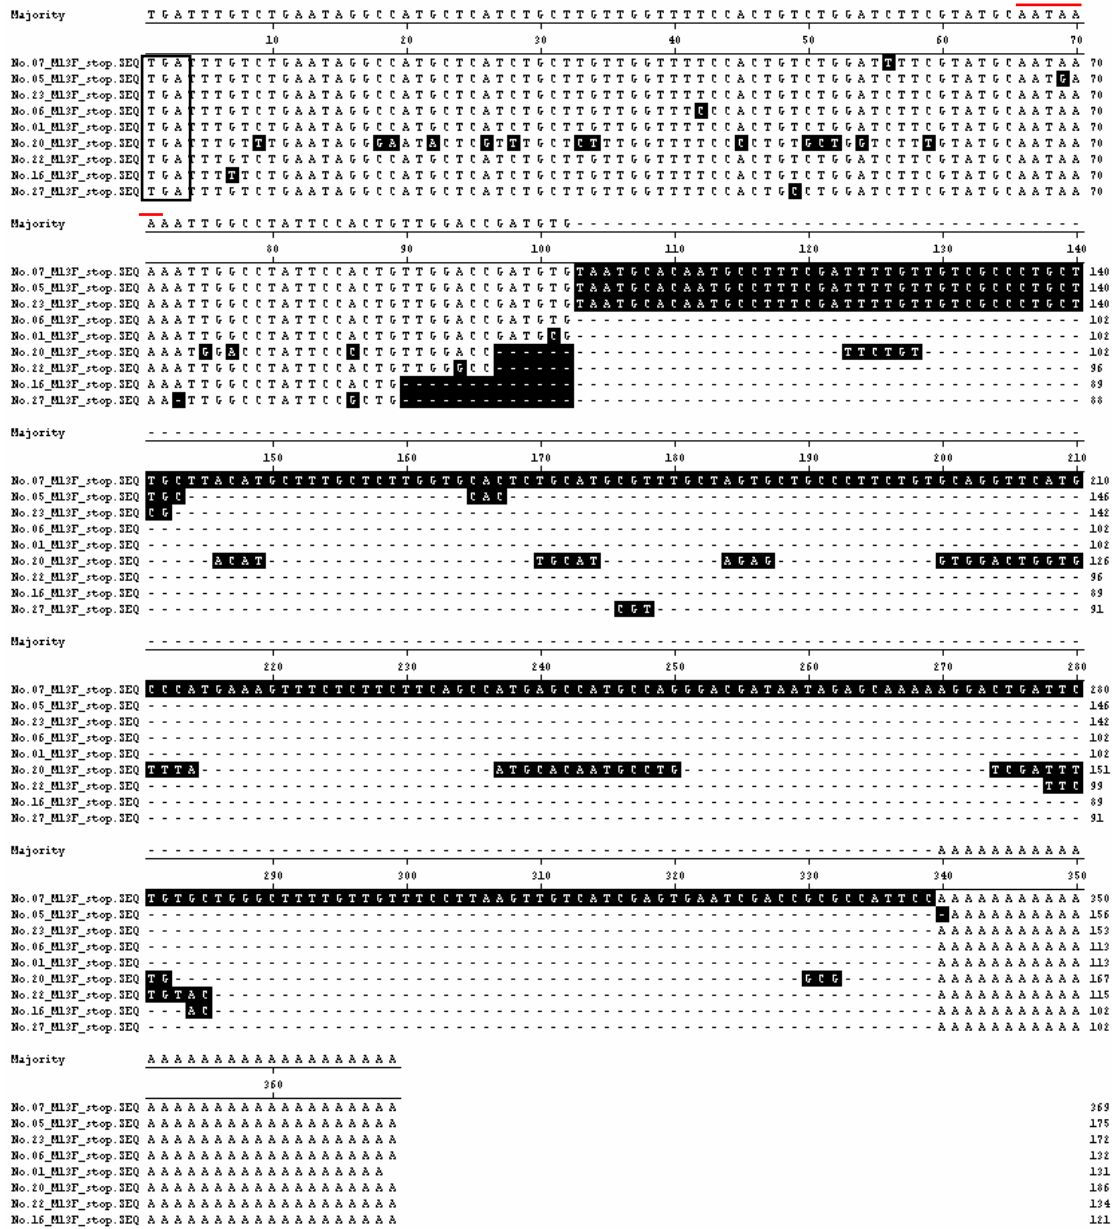 Majority TGATTTGTCTGAATAGGCCATGCTCATCTGCTTGTTGGTTTTCCACTGTCTGGATCTTCGTATGCAATAA
10 20 30 40 50 60 70
No.07_M13F_stop.SEQ TGATTTGTCTGAATAGGCCATGCTCATCTGCTTGTTGGTTTTCCACTGTCTGGATTTTCGTATGCAATAA 70
No.05_M13F_stop.SEQ TGATTTGTCTGAATAGGCCATGCTCATCTGCTTGTTGGTTTTCCACTGTCTGGATCTTCGTATGCAATGA 70
No.23_M13F_stop.SEQ TGATTTGTCTGAATAGGCCATGCTCATCTGCTTGTTGGTTTTCCACTGTCTGGATCTTCGTATGCAATAA 70
No.06_M13F_stop.SEQ TGATTTGTCTGAATAGGCCATGCTCATCTGCTTGTTGGTTTCCCACTGTCTGGATCTTCGTATGCAATAA 70
No.01_M13F_stop.SEQ TGATTTGTCTGAATAGGCCATGCTCATCTGCTTGTTGGTTTTCCACTGTCTGGATCTTCGTATGCAATAA 70
No.20_M13F_stop.SEQ TGATTTGTTTGAATAGGGAATACTCGTTTGCTCTTTGGTTTTCCCCTGTGCTGGTCTTTGTATGCAATAA 70
No.22_M13F_stop.SEQ TGATTTGTCTGAATAGGCCATGCTCATCTGCTTGTTGGTTTTCCACTGTCTGGATCTTCGTATGCAATAA 70
No.16_M13F_stop.SEQ TGATTTTTCTGAATAGGCCATGCTCATCTGCTTGTTGGTTTTCCACTGTCTGGATCTTCGTATGCAATAA 70
No.27_M13F_stop.SEQ TGATTTGTCTGAATAGGCCATGCTCATCTGCTTGTTGGTTTTCCACTGCCTGGATCTTCGTATGCAATAA 70
Majority AAATTGGCCTATTCCACTGTTGGACCGATGTG--------------------------------------
80 90 100 110 120 130 140
No.07_M13F_stop.SEQ AAATTGGCCTATTCCACTGTTGGACCGATGTGTAATGCACAATGCCTTTCGATTTTGTTGTCGCCCTGCT 140
No.05_M13F_stop.SEQ AAATTGGCCTATTCCACTGTTGGACCGATGTGTAATGCACAATGCCTTTCGATTTTGTTGTCGCCCTGCT 140
No.23_M13F_stop.SEQ AAATTGGCCTATTCCACTGTTGGACCGATGTGTAATGCACAATGCCTTTCGATTTTGTTGTCGCCCTGCT 140
No.06_M13F_stop.SEQ AAATTGGCCTATTCCACTGTTGGACCGATGTG-------------------------------------- 102
No.01_M13F_stop.SEQ AAATTGGCCTATTCCACTGTTGGACCGATGCG-------------------------------------- 102
No.20_M13F_stop.SEQ AAATGGACCTATTCCCCTGTTGGACC--------------------------TTCTGT------------ 102
No.22_M13F_stop.SEQ AAATTGGCCTATTCCACTGTTGGGCC-------------------------------------------- 96
No.16_M13F_stop.SEQ AAATTGGCCTATTCCACTG--------------------------------------------------- 89
No.27_M13F_stop.SEQ AA-TTGGCCTATTCCGCTG--------------------------------------------------- 88
Majority ----------------------------------------------------------------------
150 160 170 180 190 200 210
No.07_M13F_stop.SEQ TGCTTACATGCTTTGCTCTTGGTGCACTCTGCATGCGTTTGCTAGTGCTGCCCTTCTGTGCAGGTTCATG 210
No.05_M13F_stop.SEQ TGC---------------------CAC------------------------------------------- 146
No.23_M13F_stop.SEQ CG-------------------------------------------------------------------- 142
No.06_M13F_stop.SEQ ---------------------------------------------------------------------- 102
No.01_M13F_stop.SEQ ---------------------------------------------------------------------- 102
No.20_M13F_stop.SEQ -----ACAT--------------------TGCAT---------AGAG------------GTGGACTGGTG 126
No.22_M13F_stop.SEQ ---------------------------------------------------------------------- 96
No.16_M13F_stop.SEQ ---------------------------------------------------------------------- 89
No.27_M13F_stop.SEQ -----------------------------------CGT-------------------------------- 91
Majority ----------------------------------------------------------------------
220 230 240 250 260 270 280
No.07_M13F_stop.SEQ CCCATGAAAGTTTCTCTTCTTCAGCCATGAGCCATGCCAGGGACGATAATAGAGCAAAAAGGACTGATTC 280
No.05_M13F_stop.SEQ ---------------------------------------------------------------------- 146
No.23_M13F_stop.SEQ ---------------------------------------------------------------------- 142
No.06_M13F_stop.SEQ ---------------------------------------------------------------------- 102
No.01_M13F_stop.SEQ ---------------------------------------------------------------------- 102
No.20_M13F_stop.SEQ TTTA----------------------ATGCACAATGCCTG-----------------------TCGATTT 151
No.22_M13F_stop.SEQ -------------------------------------------------------------------TTC 99
No.16_M13F_stop.SEQ ---------------------------------------------------------------------- 89
No.27_M13F_stop.SEQ ---------------------------------------------------------------------- 91
Majority -----------------------------------------------------------AAAAAAAAAAA
290 300 310 320 330 340 350
No.07_M13F_stop.SEQ TGTGCTGGGCTTTTGTTGTTTCCTTAAGTTGTCATCGAGTGAATCGACCGCGCCATTCCAAAAAAAAAAA 350
No.05_M13F_stop.SEQ ------------------------------------------------------------AAAAAAAAAA 156
No.23_M13F_stop.SEQ -----------------------------------------------------------AAAAAAAAAAA 153
No.06_M13F_stop.SEQ -----------------------------------------------------------AAAAAAAAAAA 113
No.01_M13F_stop.SEQ -----------------------------------------------------------AAAAAAAAAAA 113
No.20_M13F_stop.SEQ TG-----------------------------------------------GCG-------AAAAAAAAAAA 167
No.22_M13F_stop.SEQ TGTAC------------------------------------------------------AAAAAAAAAAA 115
No.16_M13F_stop.SEQ ---AC------------------------------------------------------AAAAAAAAAAA 102
No.27_M13F_stop.SEQ -----------------------------------------------------------AAAAAAAAAAA 102
Majority AAAAAAAAAAAAAAAAAAA
360
No.07_M13F_stop.SEQ AAAAAAAAAAAAAAAAAAA 369
No.05_M13F_stop.SEQ AAAAAAAAAAAAAAAAAAA 175
No.23_M13F_stop.SEQ AAAAAAAAAAAAAAAAAAA 172
No.06_M13F_stop.SEQ AAAAAAAAAAAAAAAAAAA 132
No.01_M13F_stop.SEQ AAAAAAAAAAAAAAAAAA 131
No.20_M13F_stop.SEQ AAAAAAAAAAAAAAAAAAA 186
No.22_M13F_stop.SEQ AAAAAAAAAAAAAAAAAAA 134
No.16_M13F_stop.SEQ AAAAAAAAAAAAAAAAAAA 121